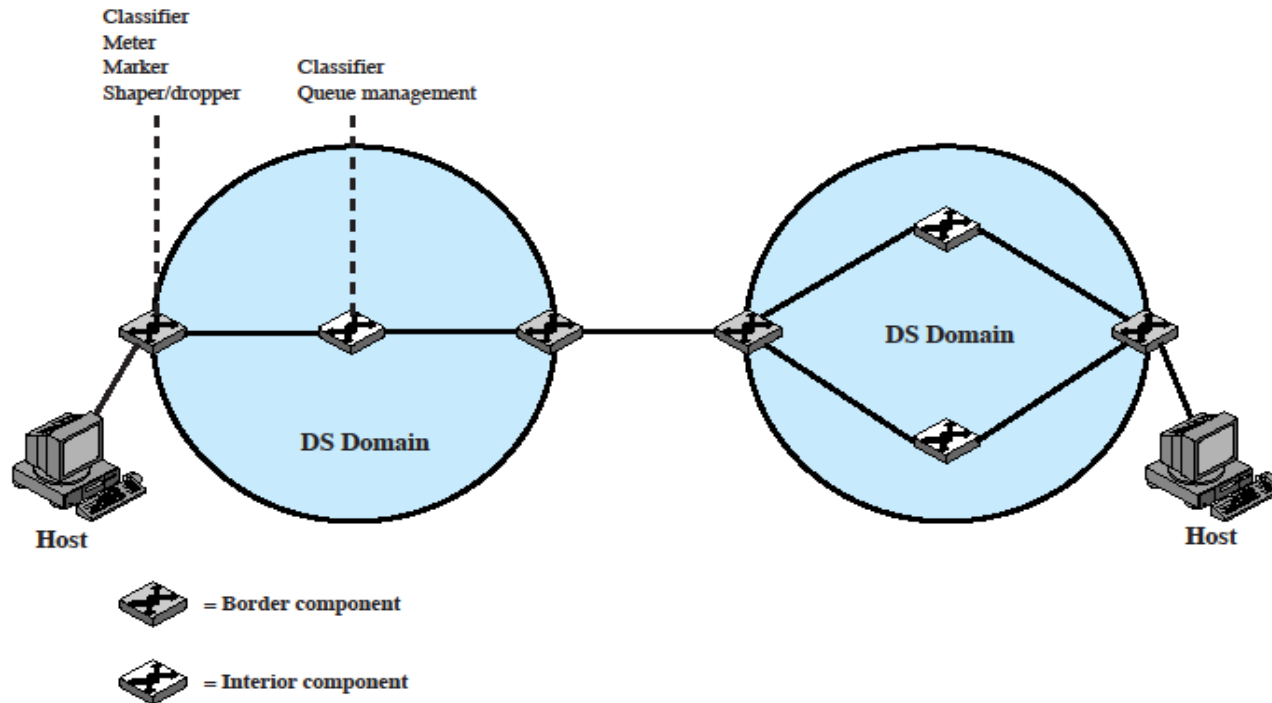 Classifier
Meter
Marker
Shaper/dropper
Classifier
Queue management
DS Domain
DS Domain
Host
Host
= Border component
= Interior component